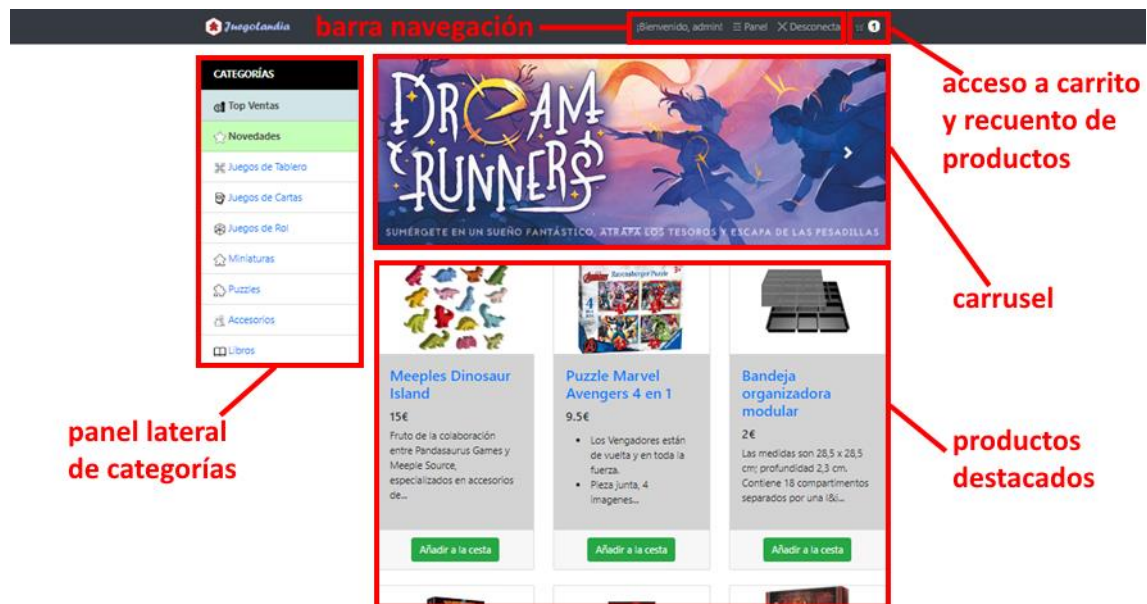 Juegolandia
barra navegación
¡Bienvenido, admin! Panel Desconecta 1
acceso a carrito
y recuento de
productos
CATEGORÍAS
Top Ventas
Novedades
Juegos de Tablero
Juegos de Cartas
Juegos de Rol
Miniaturas
Puzzles
Accesorios
Libros
panel lateral
de categorías
DREAM
RUNNERS
SUMÉRGETE EN UN SUEÑO FANTÁSTICO, ATRAPA LOS TESOROS Y ESCAPA DE LAS PESADILLAS
carrusel
Meeples Dinosaur
Island
15€
Fruto de la colaboración
entre Pandasaurus Games y
Meeple Source,
especializados en accesorios
de...
Añadir a la cesta
Ravensburger Puzzle
4
Puzzle Marvel
Avengers 4 en 1
9.5€
Los Vengadores están
de vuelta y en toda la
fuerza.
Pieza junta, 4
imagenes...
Añadir a la cesta
Bandeja
organizadora
modular
2€
Las medidas son 28,5 x 28,5
cm; profundidad 2,3 cm.
Contiene 18 compartimentos
separados por una l&i...
Añadir a la cesta
productos
destacados